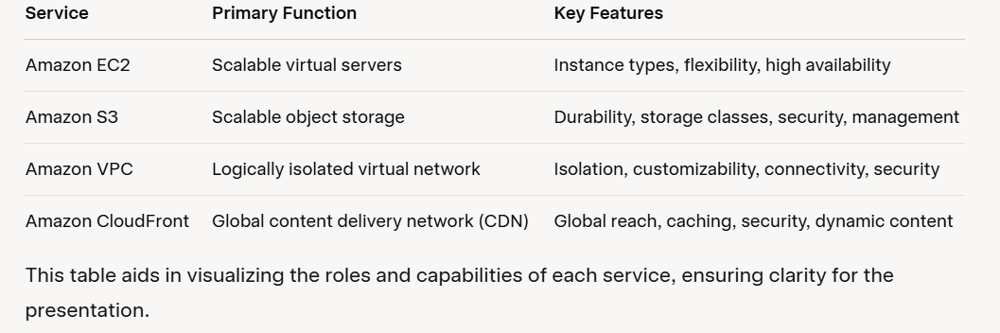 Service Primary Function Key Features
Amazon EC2 Scalable virtual servers Instance types, flexibility, high availability
Amazon S3 Scalable object storage Durability, storage classes, security, management
Amazon VPC Logically isolated virtual network Isolation, customizability, connectivity, security
Amazon CloudFront Global content delivery network (CDN) Global reach, caching, security, dynamic content
This table aids in visualizing the roles and capabilities of each service, ensuring clarity for the
presentation.